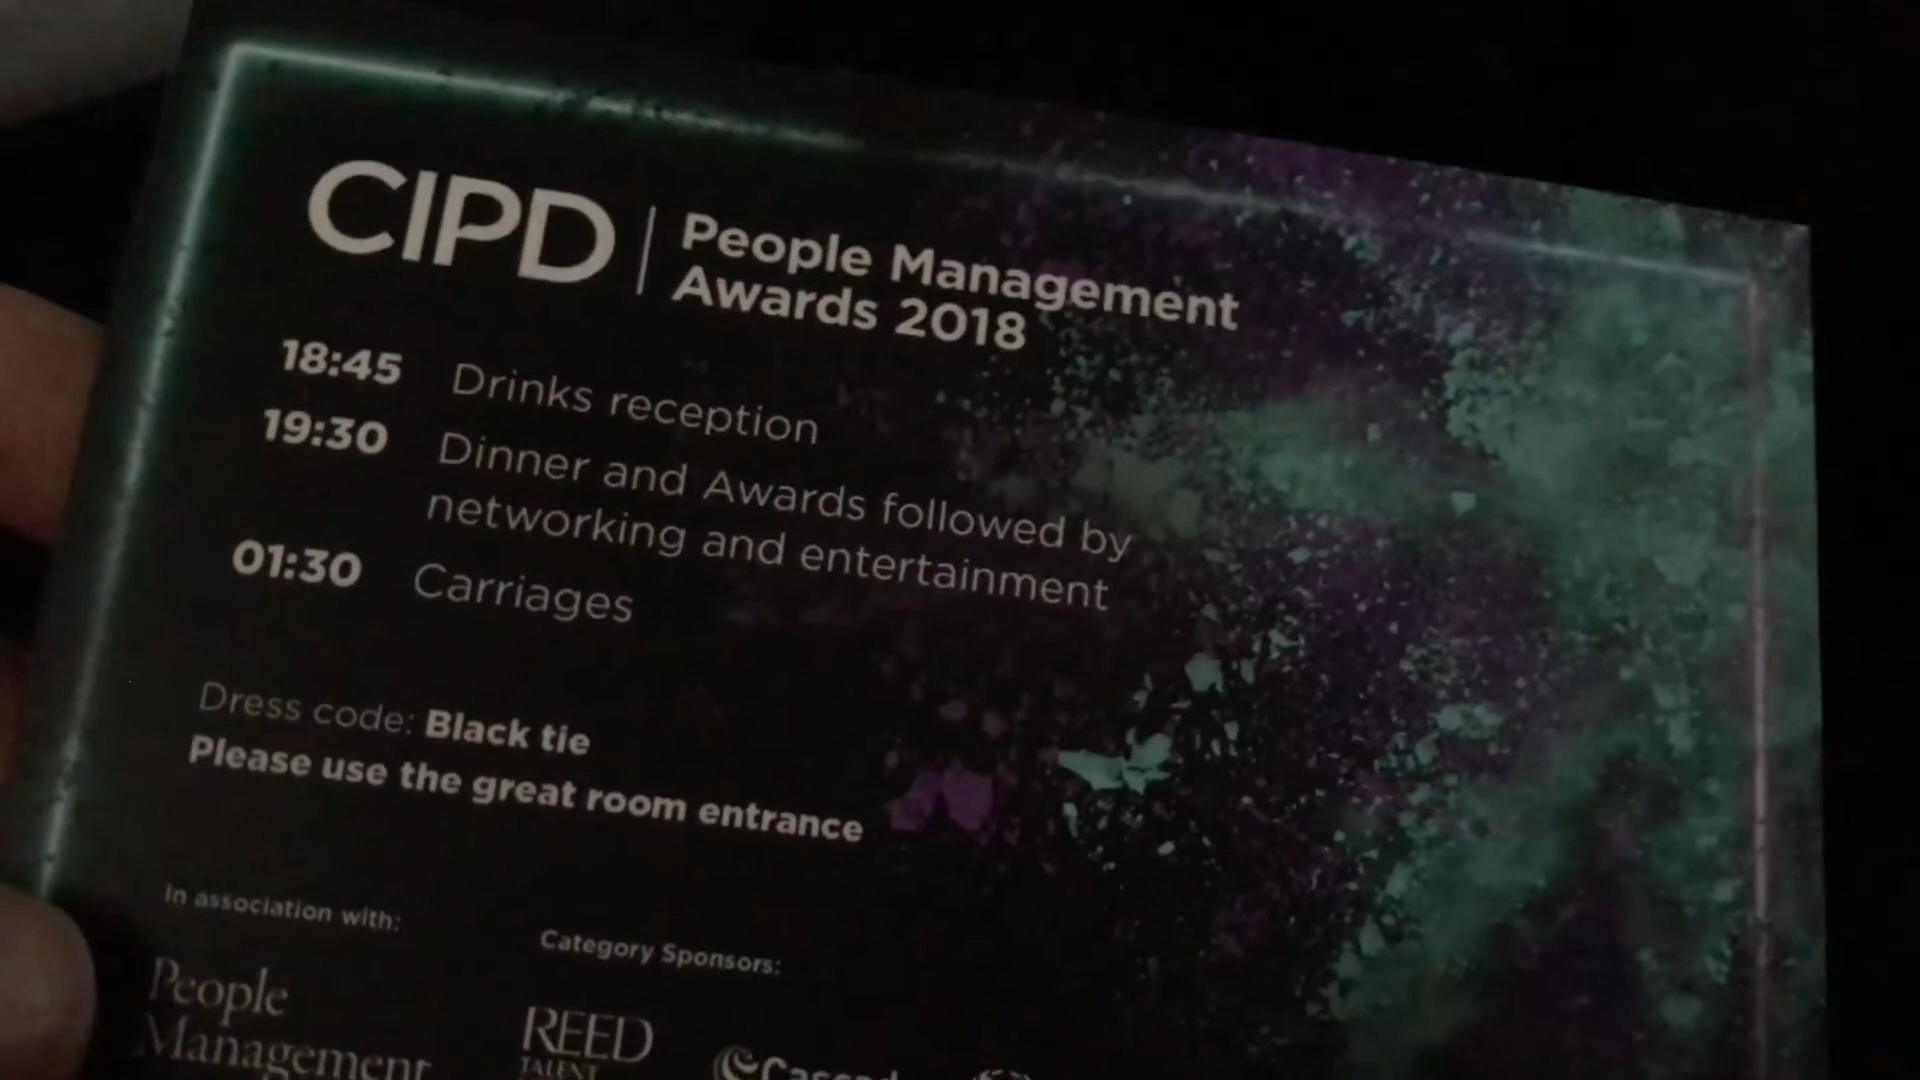 CIPD
People Management
Awards 2018
18:45 Drinks reception
19:30 Dinner and Awards followed by
networking and entertainment
01:30 Carriages
Dress code: Black tie
Please use the great room entrance
In association with:
Category Sponsors:
People
Management
REED
TALENT